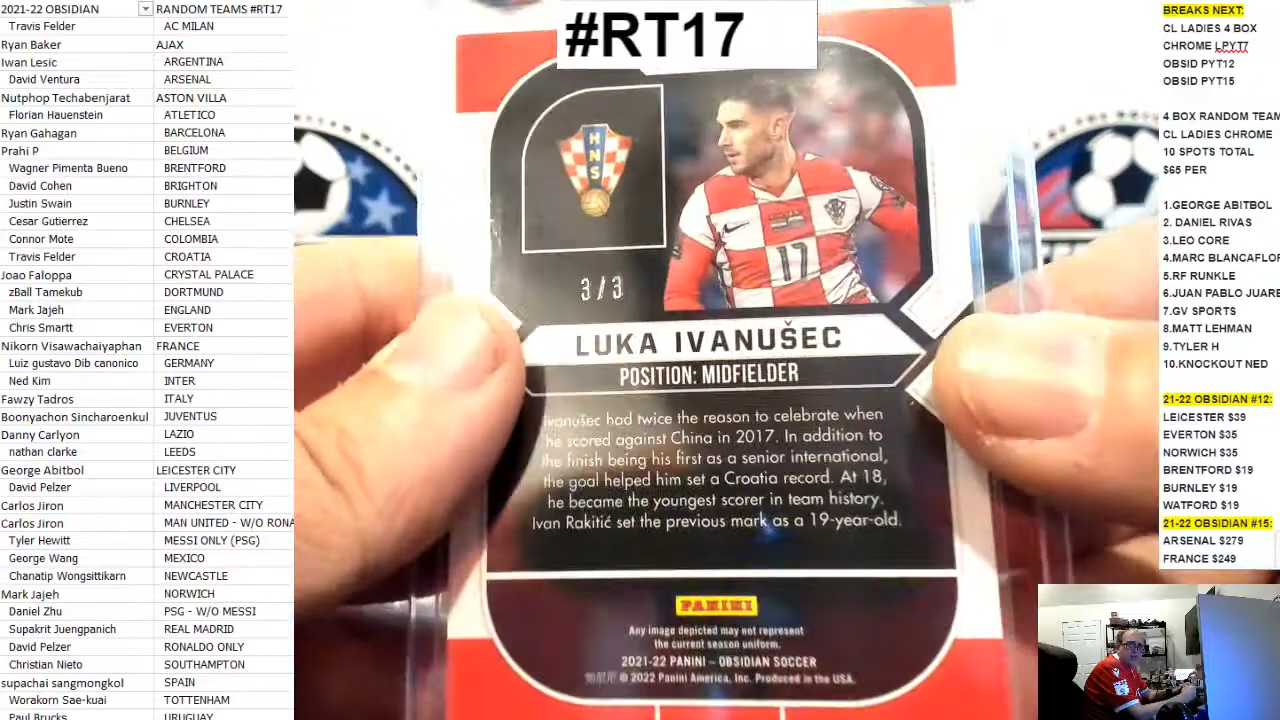 2021-22 OBSIDIAN RANDOM TEAMS #RT17
Travis Felder AC MILAN
Ryan Baker AJAX
Iwan Lesic ARGENTINA
David Ventura ARSENAL
Nutphop Techabenjarat ASTON VILLA
Florian Hauenstein ATLETICO
Ryan Gahagan BARCELONA
Prahi P BELGIUM
Wagner Pimenta Bueno BRENTFORD
David Cohen BRIGHTON
Justin Swain BURNLEY
Cesar Gutierrez CHELSEA
Connor Mote COLOMBIA
Travis Felder CROATIA
Joao Faloppa CRYSTAL PALACE
zBall Tamekub DORTMUND
Mark Jajeh ENGLAND
Chris Smartt EVERTON
Nikorn Visawachaiyaphan FRANCE
Luiz gustavo Dib canonico GERMANY
Ned Kim INTER
Fawzy Tadros ITALY
Boonyachon Sincharoenkul JUVENTUS
Danny Carlyon LAZIO
nathan clarke LEEDS
George Abitbol LEICESTER CITY
David Pelzer LIVERPOOL
Carlos Jiron MANCHESTER CITY
Carlos Jiron MAN UNITED - W/O RONA
Tyler Hewitt MESSI ONLY (PSG)
George Wang MEXICO
Chanatip Wongsittikarn NEWCASTLE
Mark Jajeh NORWICH
Daniel Zhu PSG - W/O MESSI
Supakrit Juengpanich REAL MADRID
David Pelzer RONALDO ONLY
Christian Nieto SOUTHAMPTON
supachai sangmongkol SPAIN
Worakorn Sae-kuai TOTTENHAM
Paul Brucks URUGUAY
#RT17
HNS
17
3/3
LUKA IVANUŠEC
POSITION: MIDFIELDER
Ivanušec had twice the reason to celebrate when
he scored against China in 2017. In addition to
the finish being his first as a senior international,
the goal helped him set a Croatia record. At 18,
he became the youngest scorer in team history.
Ivan Rakitić set the previous mark as a 19-year-old.
PANINI
Any image depicted may not represent
the current season uniform.
2021-22 PANINI – OBSIDIAN SOCCER
© 2022 Panini America, Inc. Produced in the USA.
BREAKS NEXT:
CL LADIES 4 BOX
CHROME LPYT7
OBSID PYT12
OBSID PYT15
4 BOX RANDOM TEAM
CL LADIES CHROME
10 SPOTS TOTAL
$65 PER
1.GEORGE ABITBOL
2. DANIEL RIVAS
3.LEO CORE
4.MARC BLANCAFLOR
5.RF RUNKLE
6.JUAN PABLO JUARE
7.GV SPORTS
8.MATT LEHMAN
9.TYLER H
10.KNOCKOUT NED
21-22 OBSIDIAN #12:
LEICESTER $39
EVERTON $35
NORWICH $35
BRENTFORD $19
BURNLEY $19
WATFORD $19
21-22 OBSIDIAN #15:
ARSENAL $279
FRANCE $249